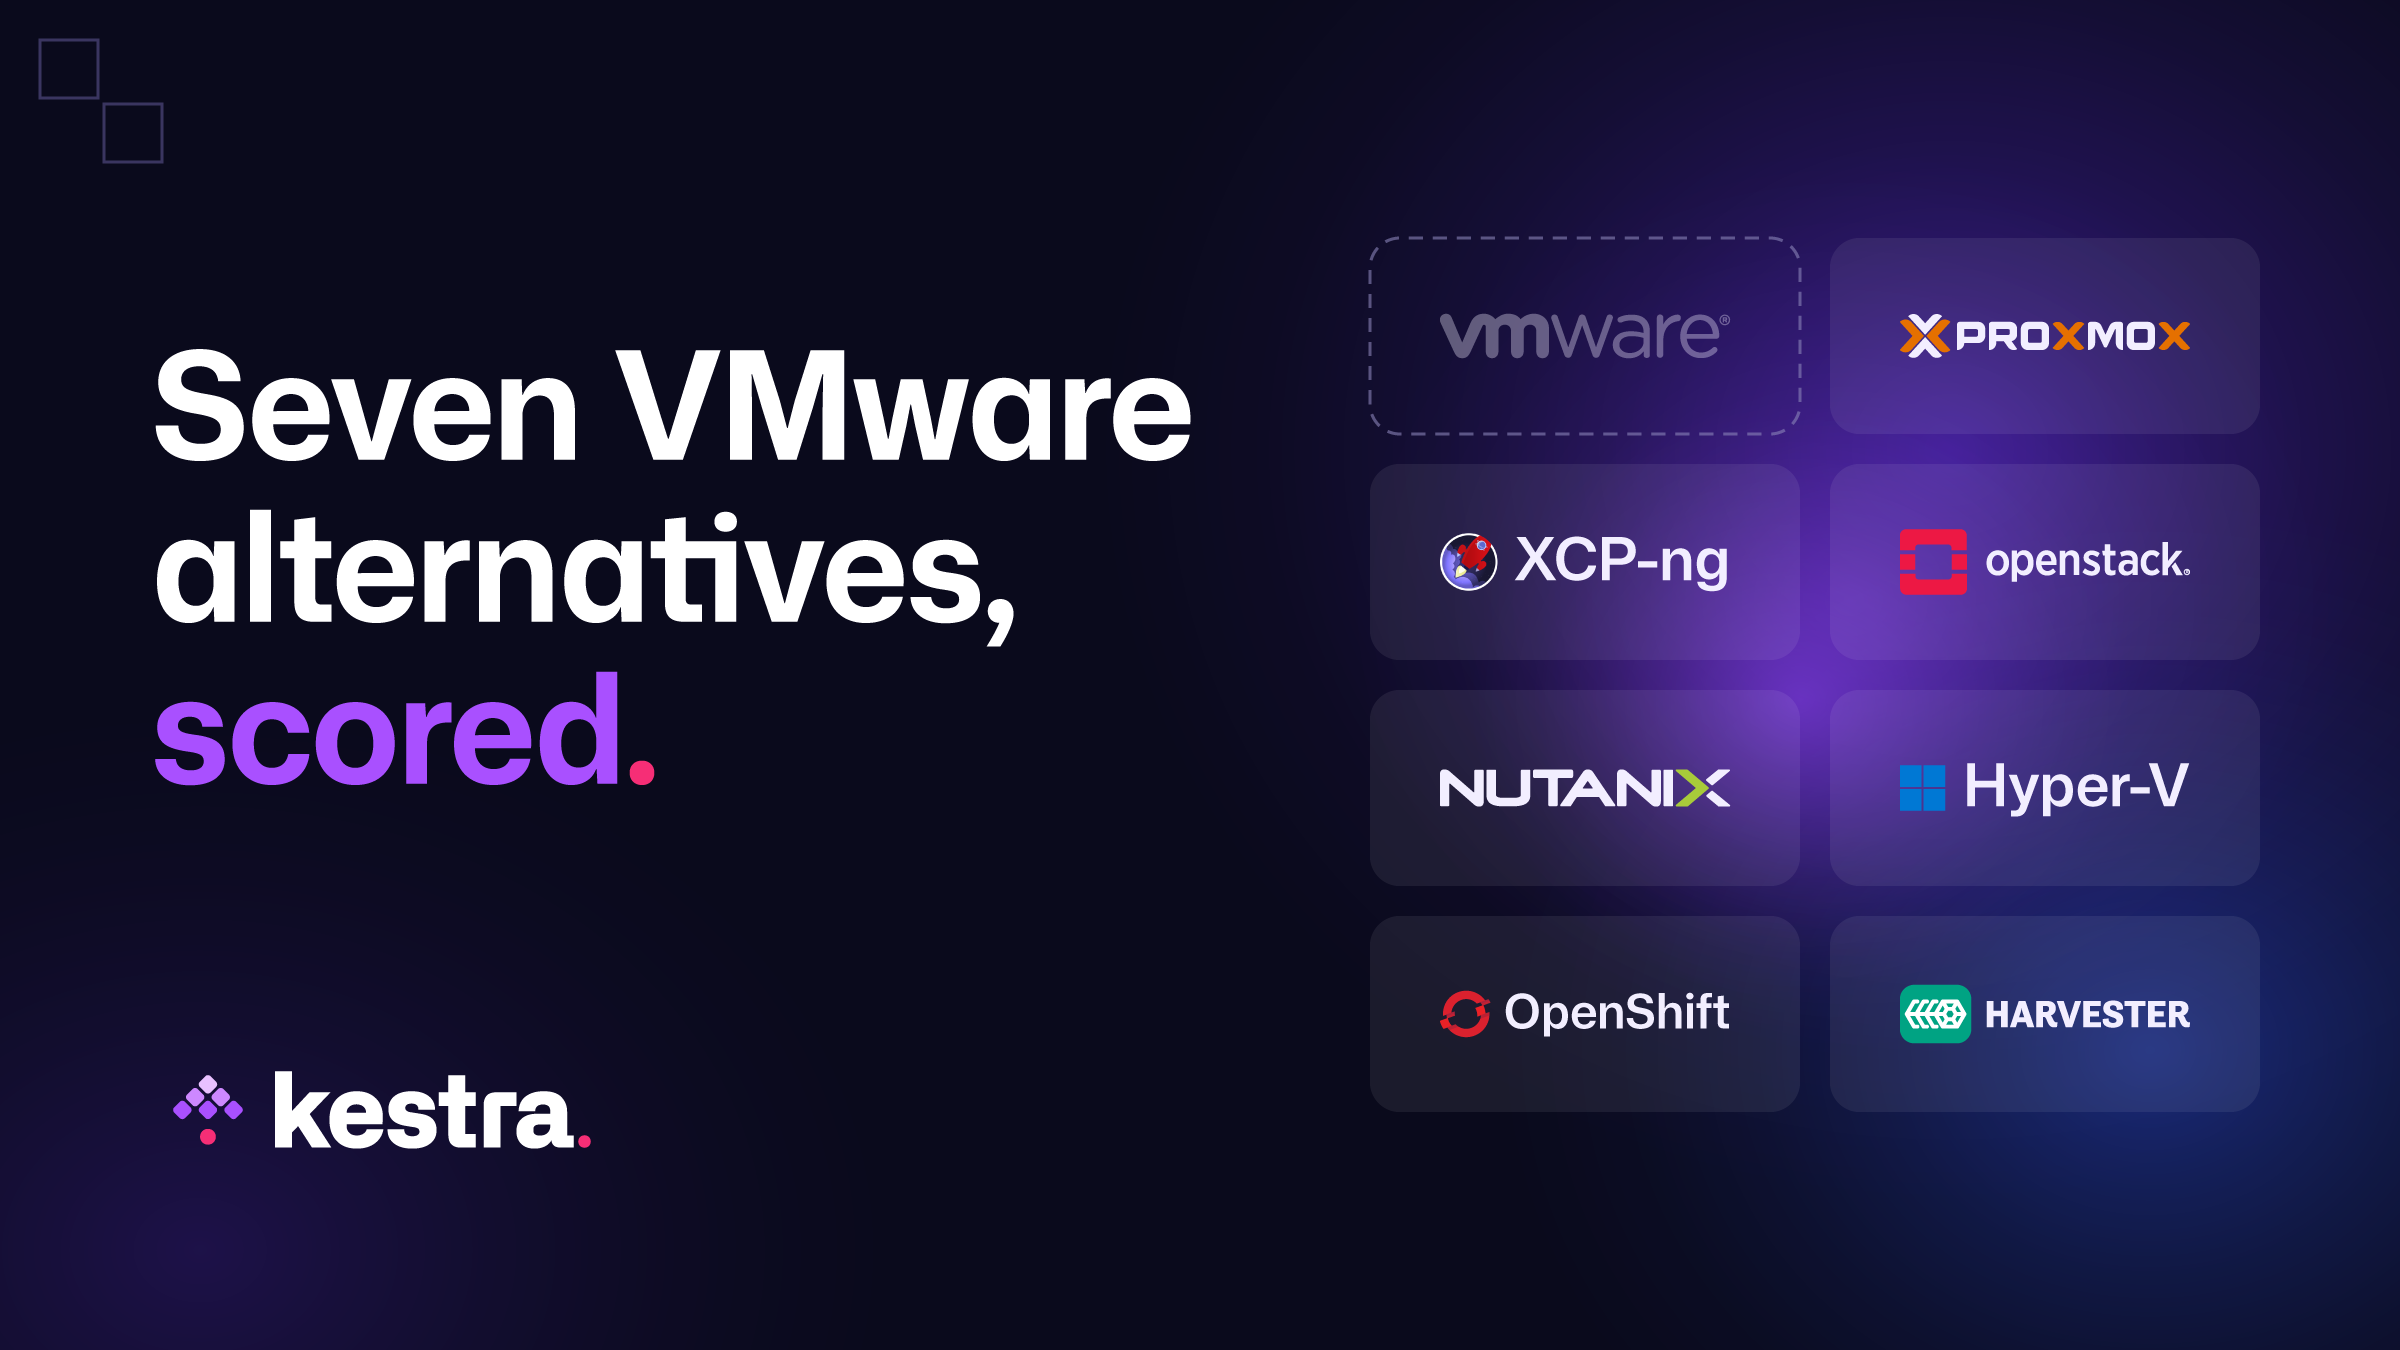 Seven VMware
alternatives,
scored.
kestra.
vmware®
PROXMOX
XCP-ng
openstack®
NUTANIX
Hyper-V
OpenShift
HARVESTER